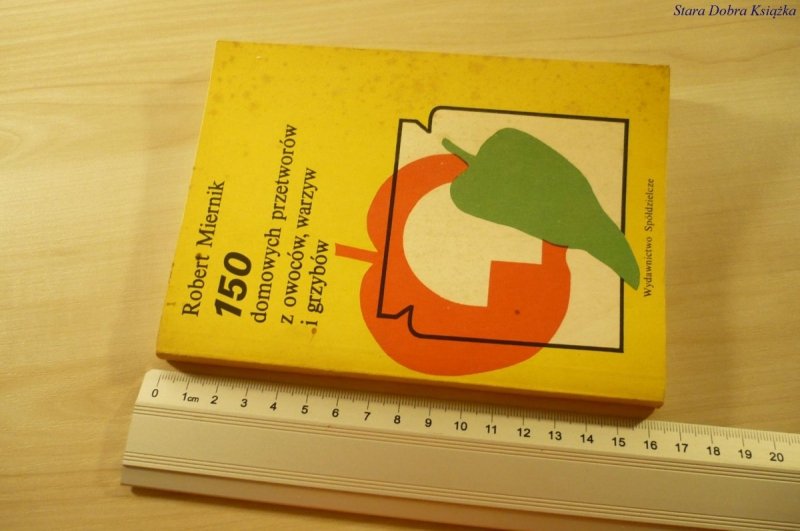 Stara Dobra Książka
Robert Miernik
150
domowych przetworów
z owoców, warzyw
i grzybów
Wydawnictwo Spółdzielcze
0 1cm 2 3 4 5 6 7 8 9 10 11 12 13 14 15 16 17 18 19 20